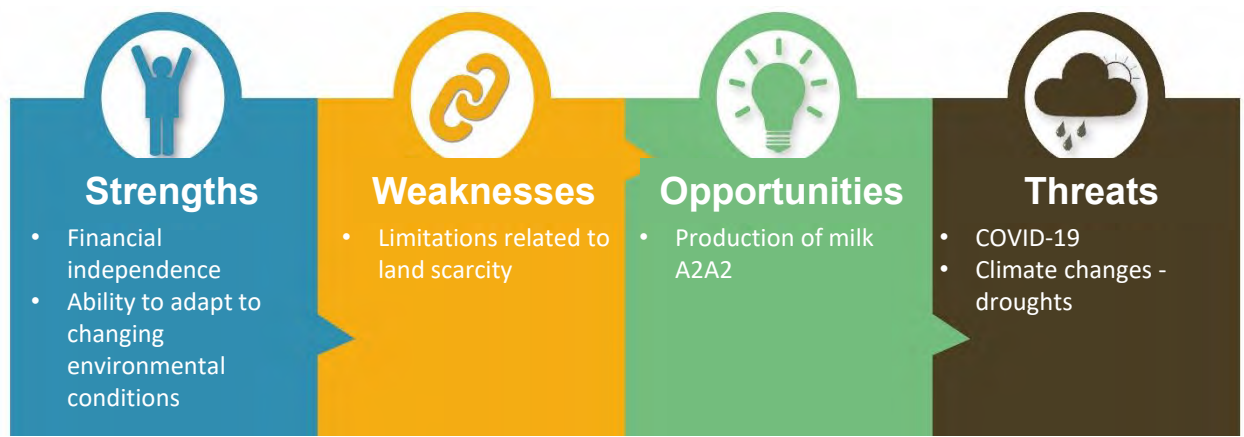 Strengths
• Financial
independence
• Ability to adapt to
changing
environmental
conditions
Weaknesses
• Limitations related to
land scarcity
Opportunities
• Production of milk
A2A2
Threats
• COVID-19
• Climate changes -
droughts